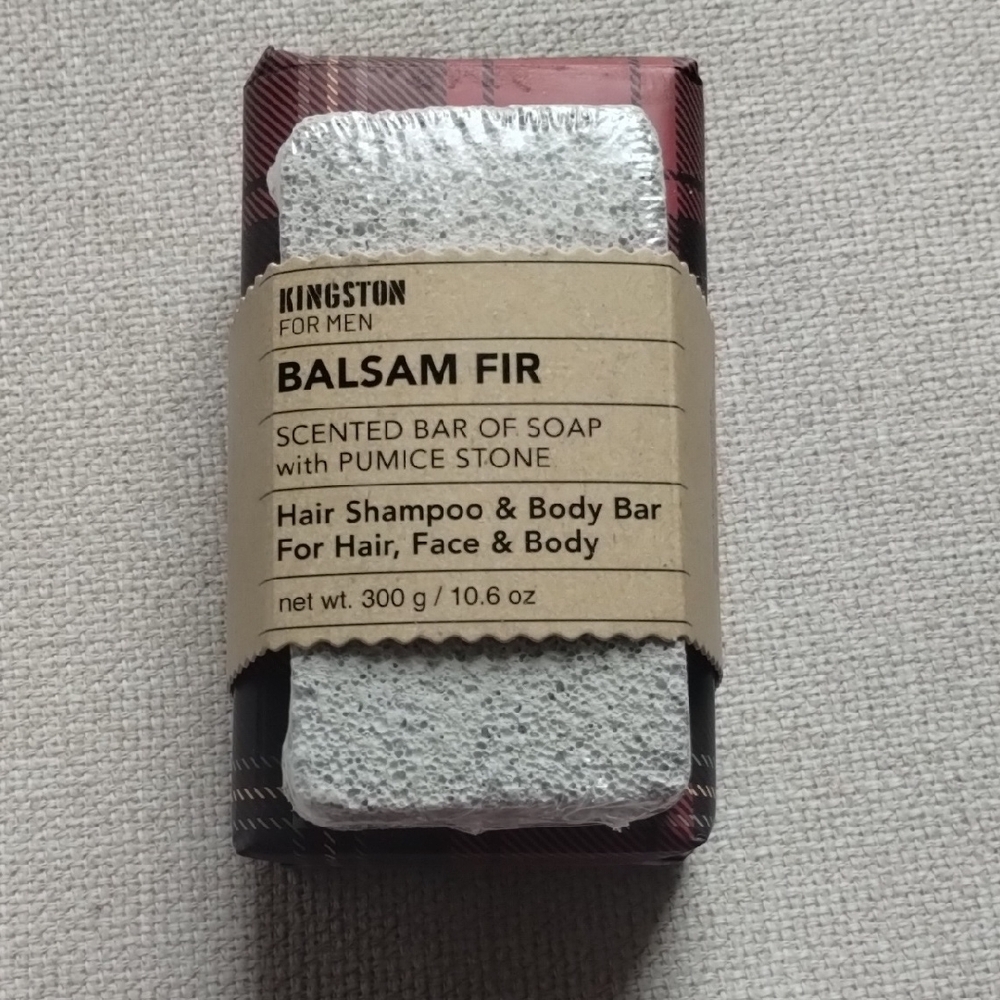 KINGSTON
FOR MEN
BALSAM FIR
SCENTED BAR OF SOAP
with PUMICE STONE
Hair Shampoo & Body Bar
For Hair, Face & Body
net wt. 300 g / 10.6 oz